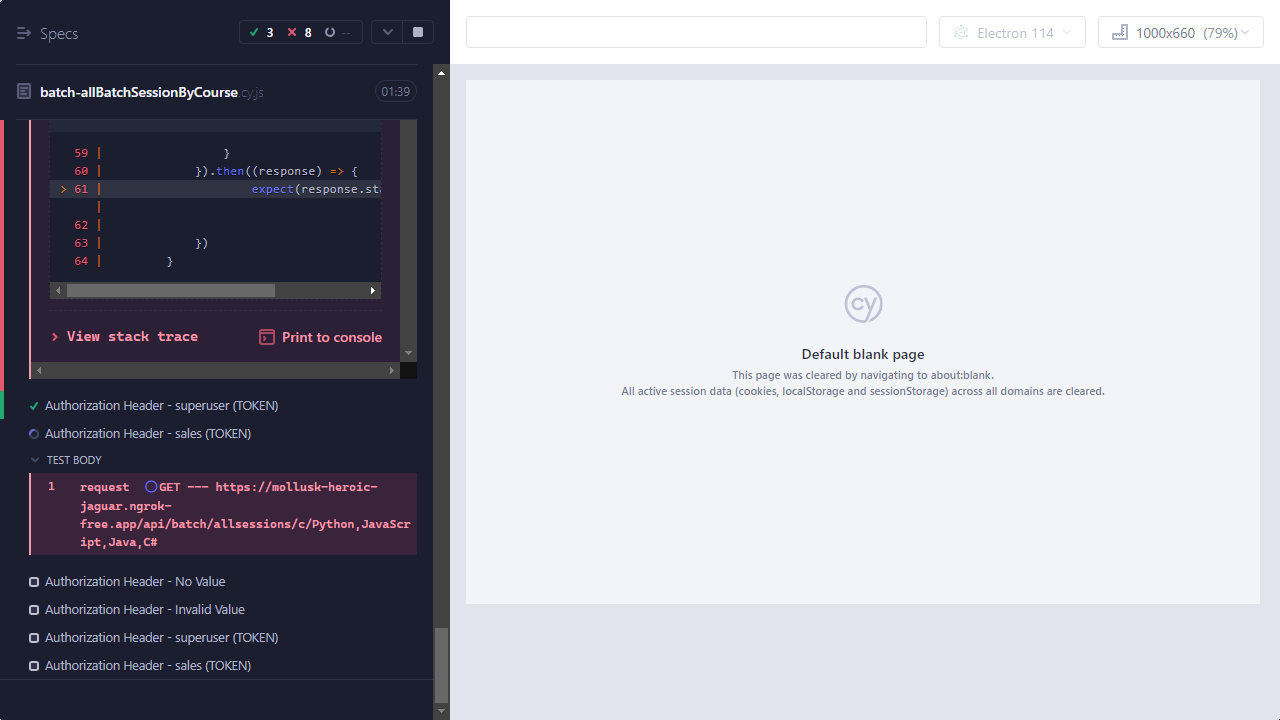 Specs
3 8 --
Electron 114
1000x660 (79%)
batch-allBatchSessionByCourse.cy.js
01:39
59 | }
60 | }).then((response) => {
> 61 | expect(response.sta
|
62 |
63 | })
64 | }
View stack trace
Print to console
Authorization Header - superuser (TOKEN)
Authorization Header - sales (TOKEN)
TEST BODY
1 request GET --- https://mollusk-heroic-
jaguar.ngrok-
free.app/api/batch/allsessions/c/Python,JavaScr
ipt,Java,C#
Authorization Header - No Value
Authorization Header - Invalid Value
Authorization Header - superuser (TOKEN)
Authorization Header - sales (TOKEN)
cy
Default blank page
This page was cleared by navigating to about:blank.
All active session data (cookies, localStorage and sessionStorage) across all domains are cleared.